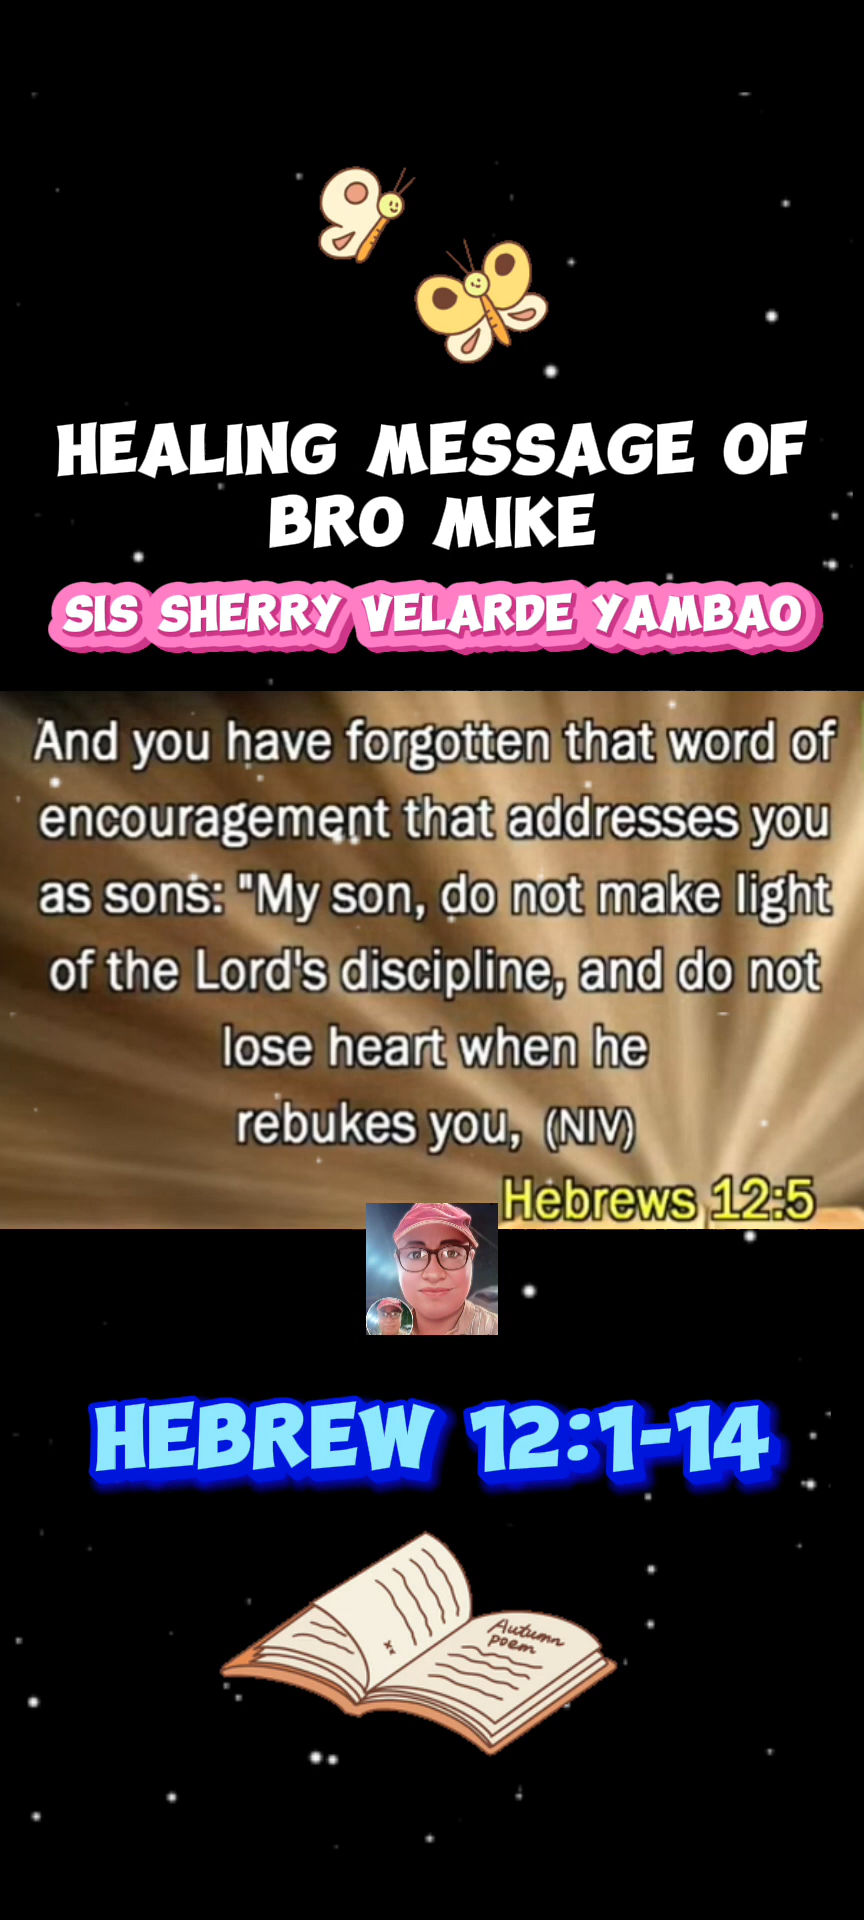 HEALING MESSAGE OF
BRO MIKE
SIS SHERRY VELARDE YAMBAO
And you have forgotten that word of
encouragement that addresses you
as sons: "My son, do not make light
of the Lord's discipline, and do not
lose heart when he
rebukes you, (NIV)
Hebrews 12:5
HEBREW 12:1-14
Autumn
poem